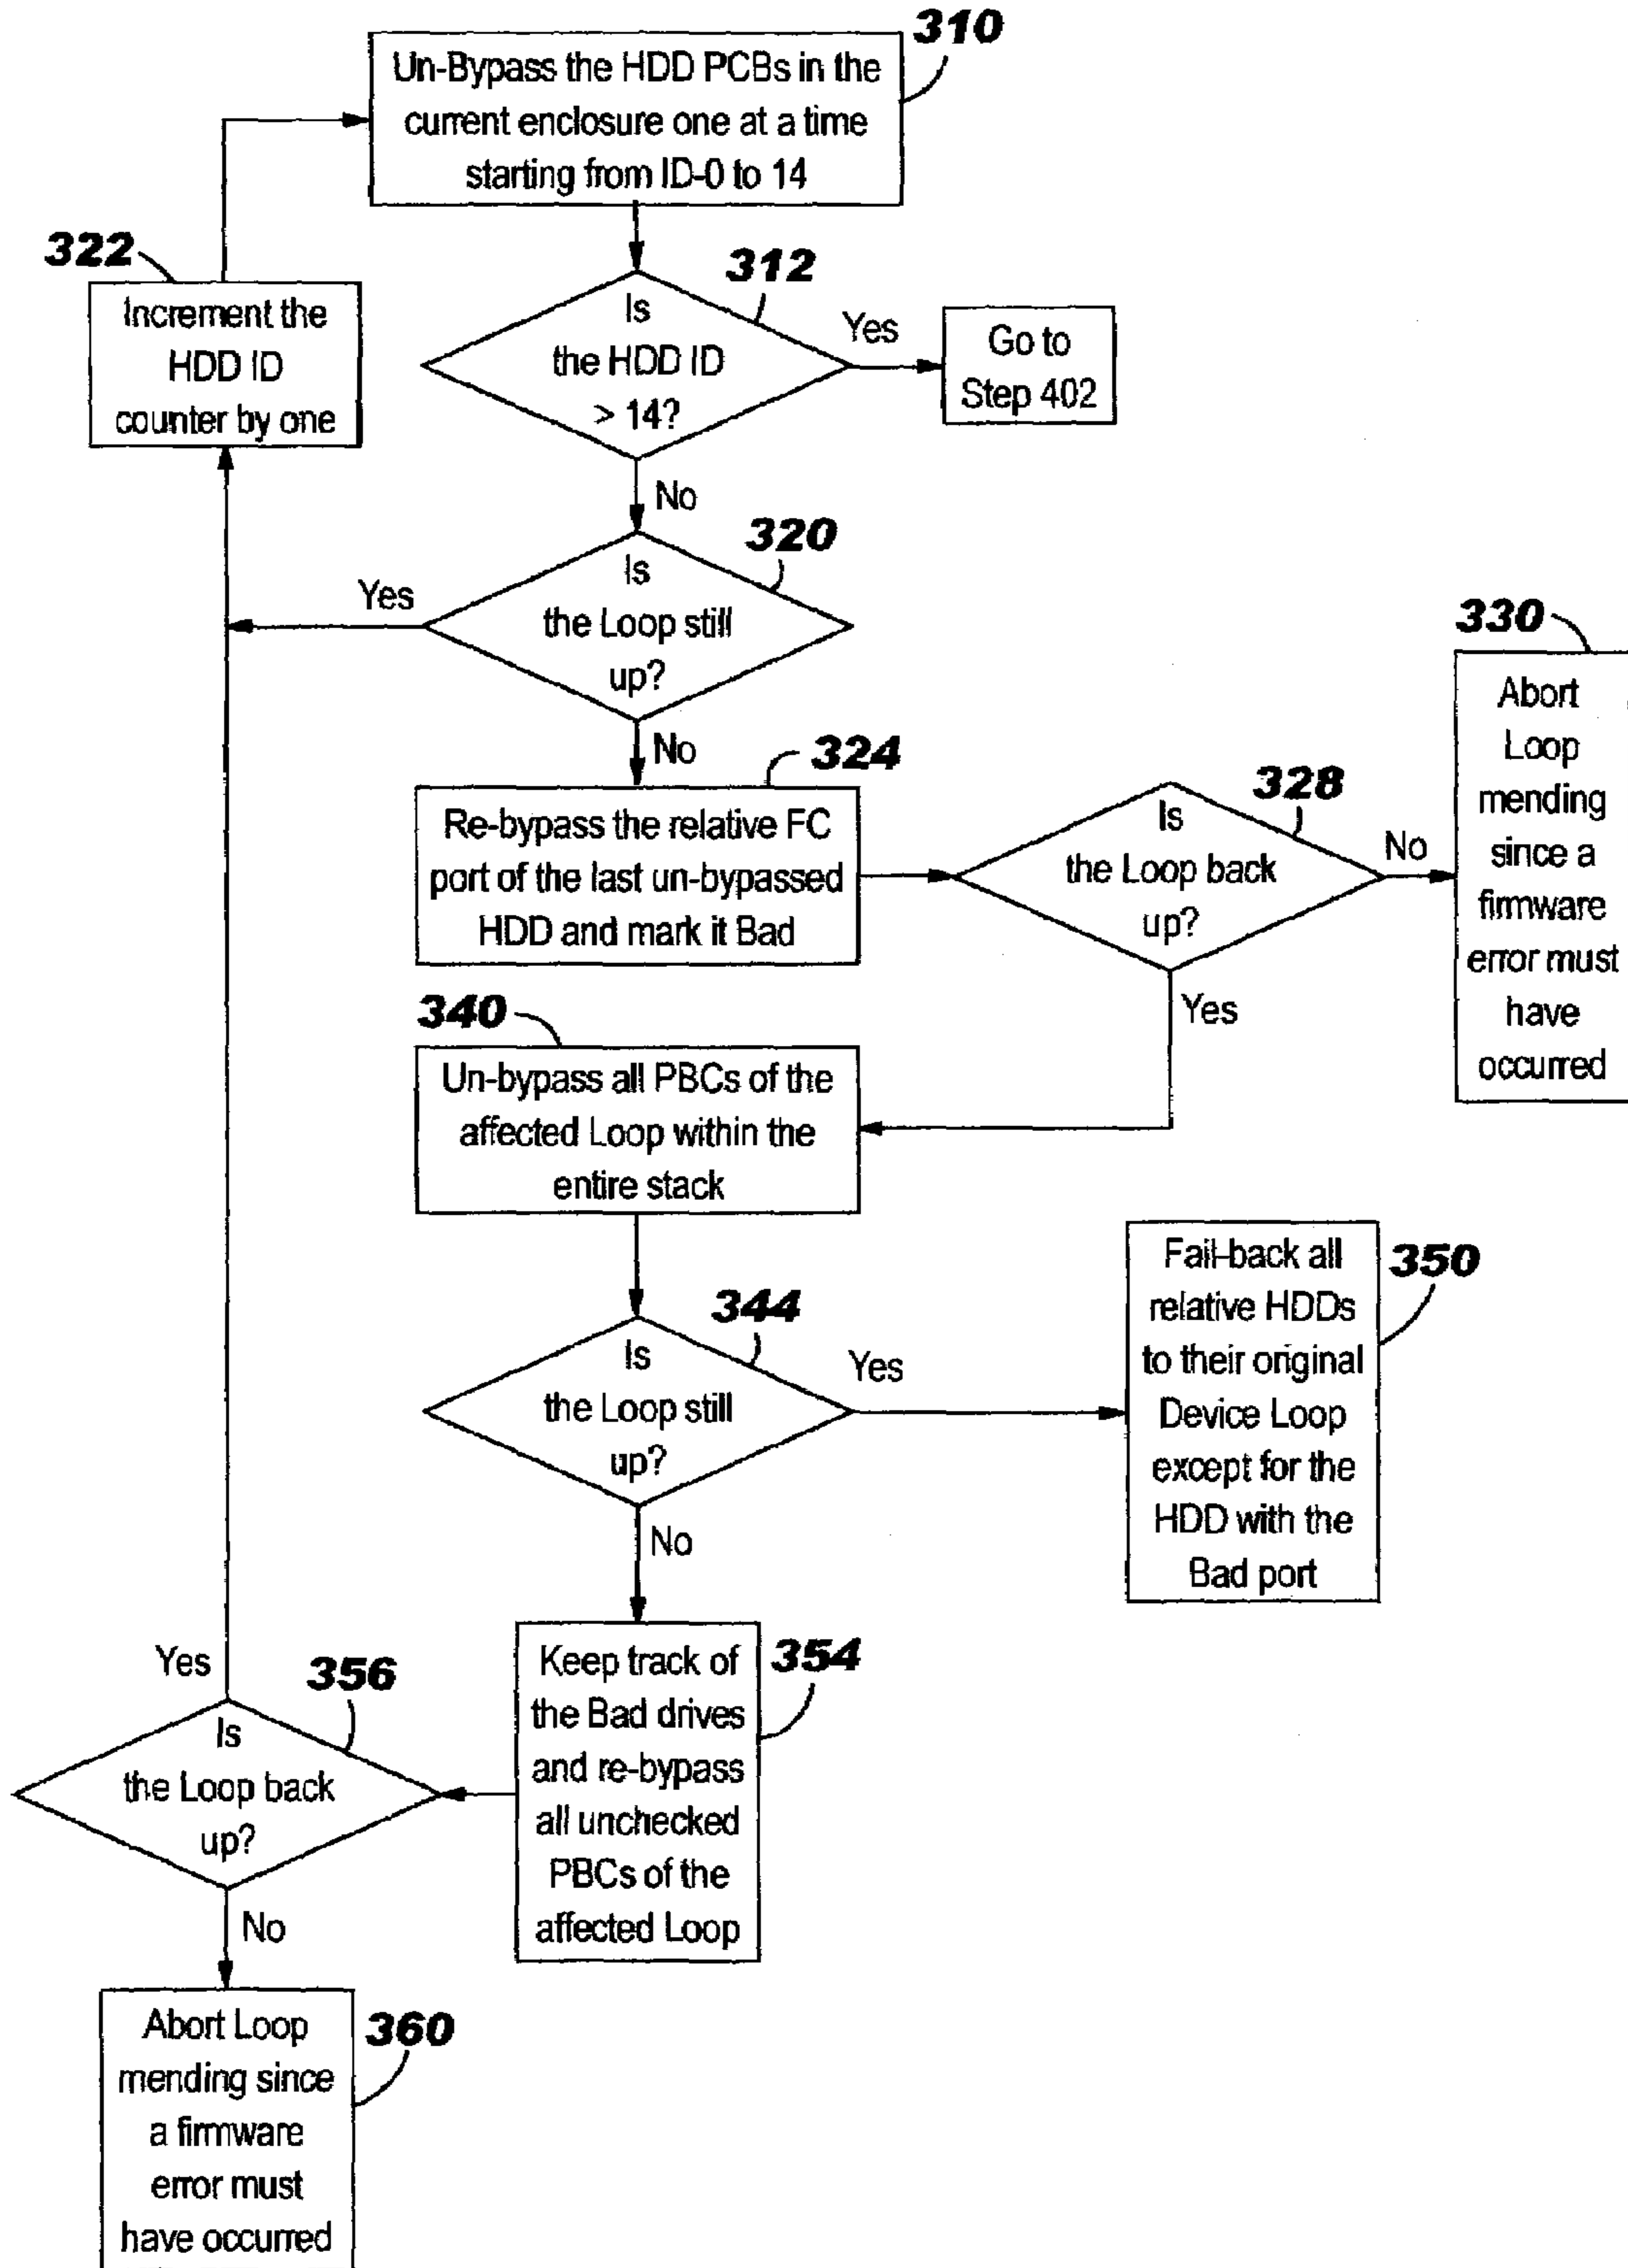 310
Un-Bypass the HDD PCBs in the
current enclosure one at a time
starting from ID-0 to 14
322
Increment the
HDD ID
counter by one
312
Is
the HDD ID
> 14?
Yes
Go to
Step 402
No
320
Is
the Loop still
up?
Yes
No
324
Re-bypass the relative FC
port of the last un-bypassed
HDD and mark it Bad
328
Is
the Loop back
up?
No
330
Abort
Loop
mending
since a
firmware
error must
have
occurred
Yes
340
Un-bypass all PBCs of the
affected Loop within the
entire stack
344
Is
the Loop still
up?
Yes
350
Fail-back all
relative HDDs
to their original
Device Loop
except for the
HDD with the
Bad port
No
354
Keep track of
the Bad drives
and re-bypass
all unchecked
PBCs of the
affected Loop
356
Is
the Loop back
up?
Yes
No
360
Abort Loop
mending since
a firmware
error must
have occurred